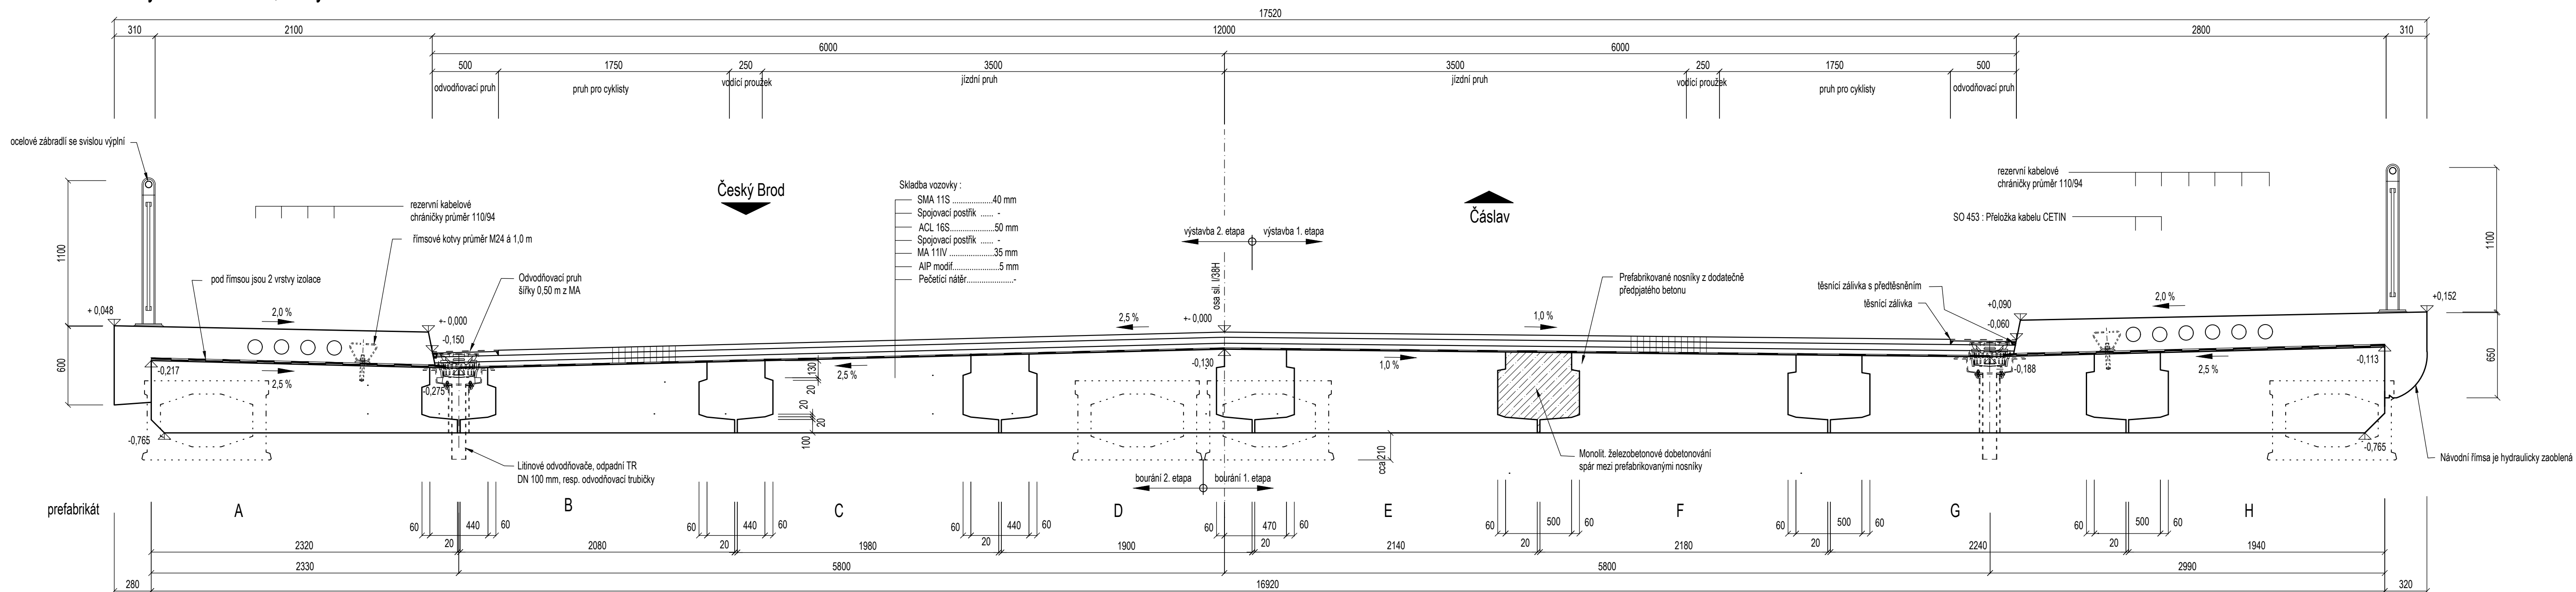 17520
310 2100 12000 2800 310
6000 6000
500 1750 250 3500 3500 250 1750 500
odvodňovací pruh pruh pro cyklisty vodící proužek jízdní pruh jízdní pruh vodící proužek pruh pro cyklisty odvodňovací pruh
ocelové zábradlí se svislou výplní
Český Brod
Čáslav
Skladba vozovky :
SMA 11S ...................40 mm
Spojovací postřik ...... -
ACL 16S.....................50 mm
Spojovací postřik ...... -
MA 11IV .....................35 mm
AIP modif......................5 mm
Pečetící nátěr......................-
rezervní kabelové
chráničky průměr 110/94
římsové kotvy průměr M24 á 1,0 m
pod římsou jsou 2 vrstvy izolace
Odvodňovací pruh
šířky 0,50 m z MA
výstavba 2. etapa výstavba 1. etapa
osa sil. I/38H
Prefabrikované nosníky z dodatečně
předpjatého betonu
rezervní kabelové
chráničky průměr 110/94
SO 453 : Přeložka kabelu CETIN
těsnící zálivka s předtěsněním
těsnící zálivka
1100
600
1100
650
+ 0,048
2,0 %
+- 0,000
-0,150
2,5 %
+- 0,000
1,0 %
+0,090
-0,060
2,0 %
+0,152
-0,217
2,5 %
-0,275
2,5 %
130
20
20
20
100
-0,130
1,0 %
-0,188
2,5 %
-0,113
-0,765
-0,765
cca 210
Litinové odvodňovače, odpadní TR
DN 100 mm, resp. odvodňovací trubičky
bourání 2. etapa bourání 1. etapa
Monolit. železobetonové dobetonování
spár mezi prefabrikovanými nosníky
Návodní římsa je hydraulicky zaoblená
prefabrikát A B C D E F G H
60 440 60 60 440 60 60 440 60 60 470 60 60 500 60 60 500 60 60 500 60
20 20 20 20 20 20 20
2320 2080 1980 1900 2140 2180 2240 1940
2330 5800 5800 2990
280 16920 320